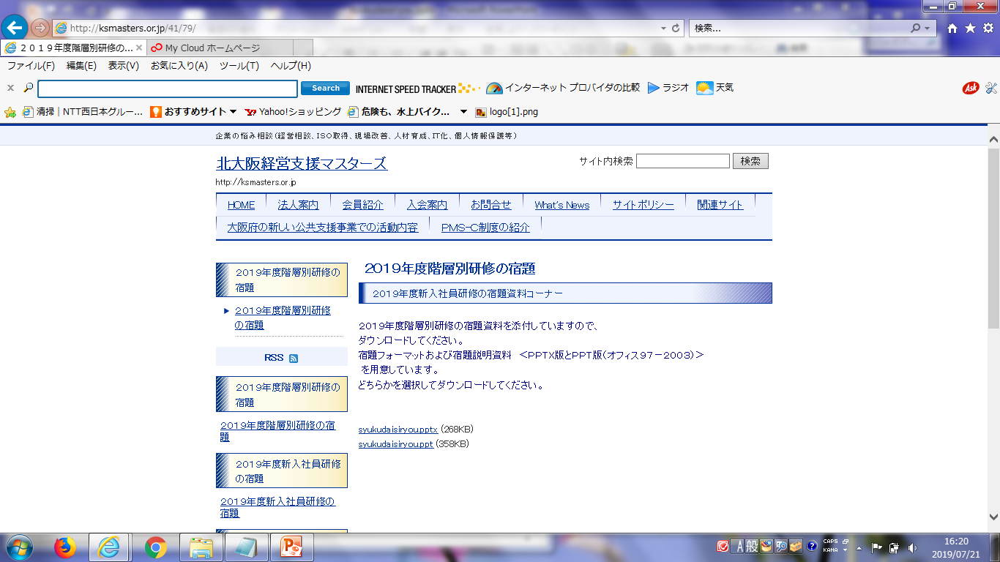 http://ksmasters.or.jp/41/79/
検索...
２０１９年度階層別研修の...
My Cloud ホームページ
ファイル(F) 編集(E) 表示(V) お気に入り(A) ツール(T) ヘルプ(H)
Search
INTERNET SPEED TRACKER
インターネット プロバイダの比較
ラジオ
天気
Ask
清掃｜NTT西日本グルー...
おすすめサイト
Yahoo!ショッピング
危険も、水上バイク...
logo[1].png
企業の悩み相談（経営相談、ＩＳＯ取得、現場改善、人材育成、IT化、個人情報保護等）
北大阪経営支援マスターズ
サイト内検索
検索
http://ksmasters.or.jp
HOME 法人案内 会員紹介 入会案内 お問合せ What's News サイトポリシー 関連サイト
大阪府の新しい公共支援事業での活動内容 PMS-C制度の紹介
２０１９年度階層別研修の
宿題
２０１９年度階層別研修
の宿題
RSS
２０１９年度階層別研修の
宿題
２０１９年度階層別研修の宿
題
２０１９年度新入社員研修
の宿題
２０１９年度新入社員研修の
宿題
２０１９年度階層別研修の宿題
２０１９年度新入社員研修の宿題資料コーナー
２０１９年度階層別研修の宿題資料を添付していますので、
ダウンロードしてください。
宿題フォーマットおよび宿題説明資料　＜ＰＰＴＸ版とＰＰＴ版（オフィス９７－２００３）＞
を用意しています。
どちらかを選択してダウンロードしてください。
syukudaisiryou.pptx (268KB)
syukudaisiryou.ppt (358KB)
A 般
CAPS
KANA
16:20
2019/07/21